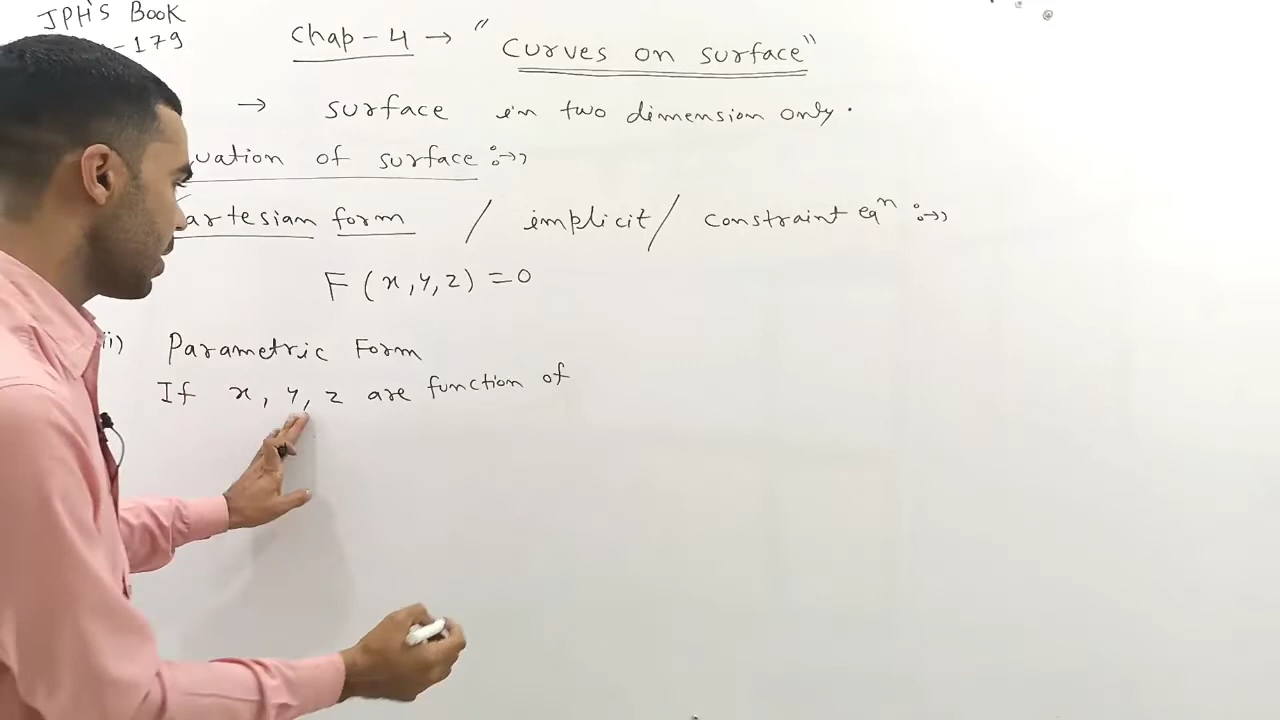 JPH'S Book
-179
Chap-4 → "Curves on surface"
→ surface in two dimension only.
uation of surface :→,
artesian form / implicit / constraint eqⁿ :→,
F(x,y,z)=0
ii) Parametric Form
If x, y, z are function of